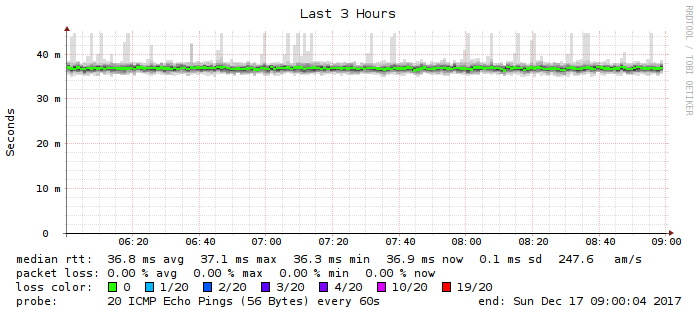 Last 3 Hours
RRDTOOL / TOBI OETIKER
Seconds
40 m
30 m
20 m
10 m
0
06:20 06:40 07:00 07:20 07:40 08:00 08:20 08:40 09:00
median rtt: 36.8 ms avg 37.1 ms max 36.3 ms min 36.9 ms now 0.1 ms sd 247.6 am/s
packet loss: 0.00 % avg 0.00 % max 0.00 % min 0.00 % now
loss color: 0 1/20 2/20 3/20 4/20 10/20 19/20
probe: 20 ICMP Echo Pings (56 Bytes) every 60s end: Sun Dec 17 09:00:04 2017